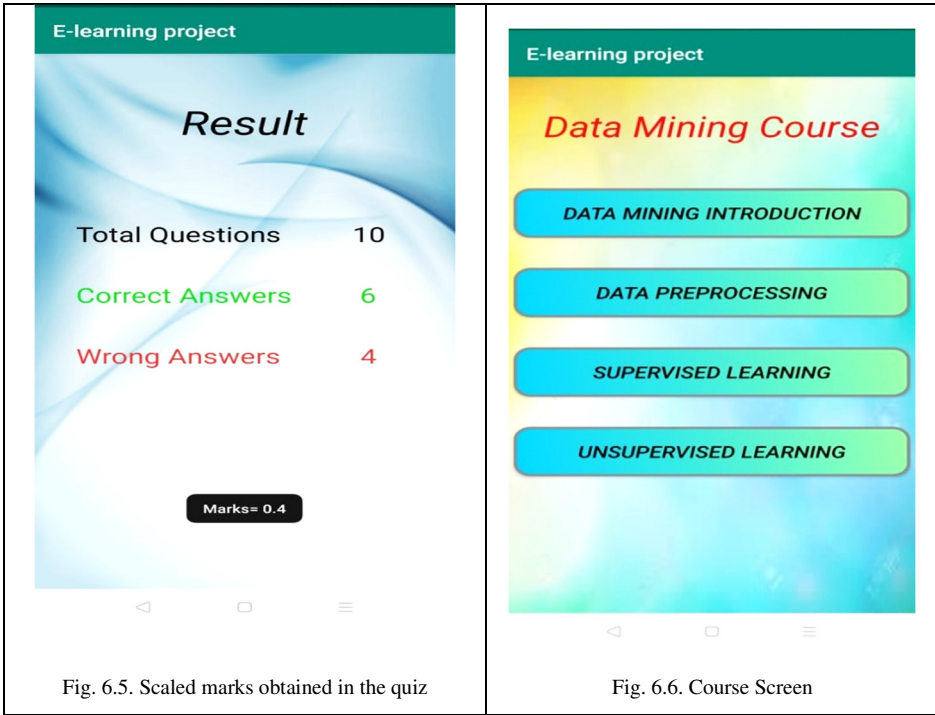 E-learning project
Result
Total Questions 10
Correct Answers 6
Wrong Answers 4
Marks= 0.4
Fig. 6.5. Scaled marks obtained in the quiz
E-learning project
Data Mining Course
DATA MINING INTRODUCTION
DATA PREPROCESSING
SUPERVISED LEARNING
UNSUPERVISED LEARNING
Fig. 6.6. Course Screen